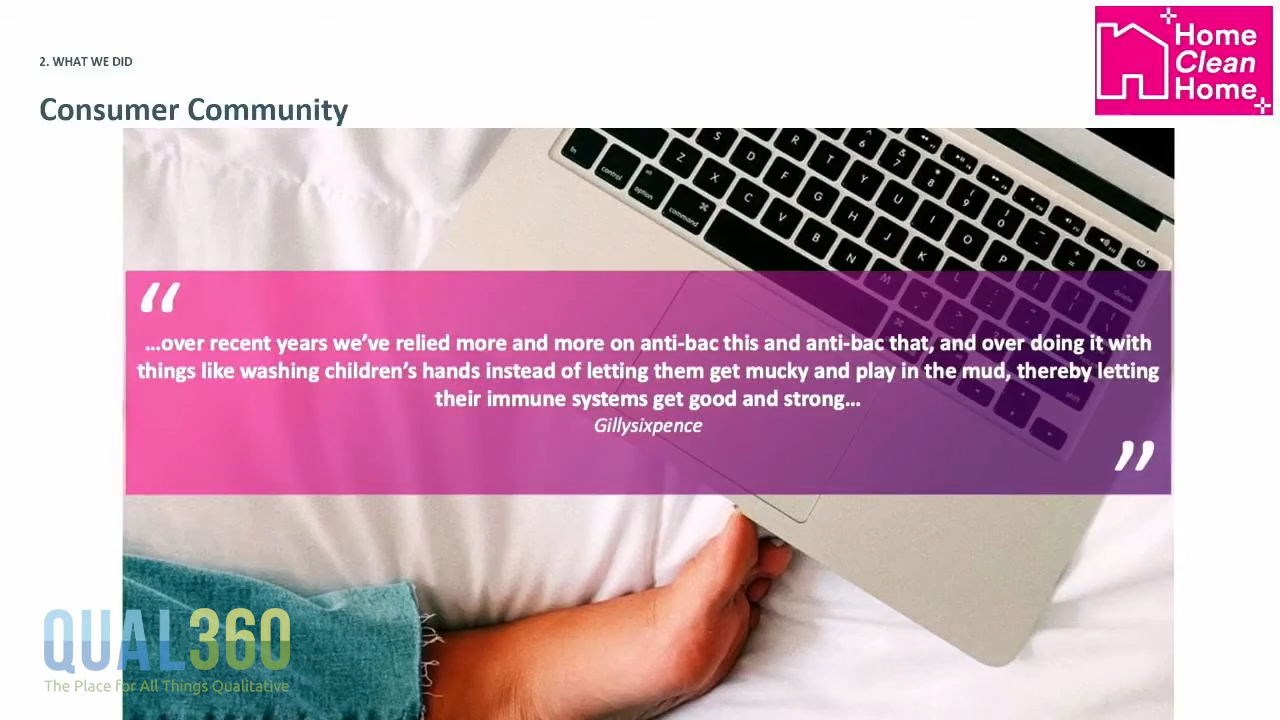 2. WHAT WE DID
Home
Clean
Home
Consumer Community
“
…over recent years we’ve relied more and more on anti-bac this and anti-bac that, and over doing it with
things like washing children’s hands instead of letting them get mucky and play in the mud, thereby letting
their immune systems get good and strong…
Gillysixpence
”
QUAL360
The Place for All Things Qualitative